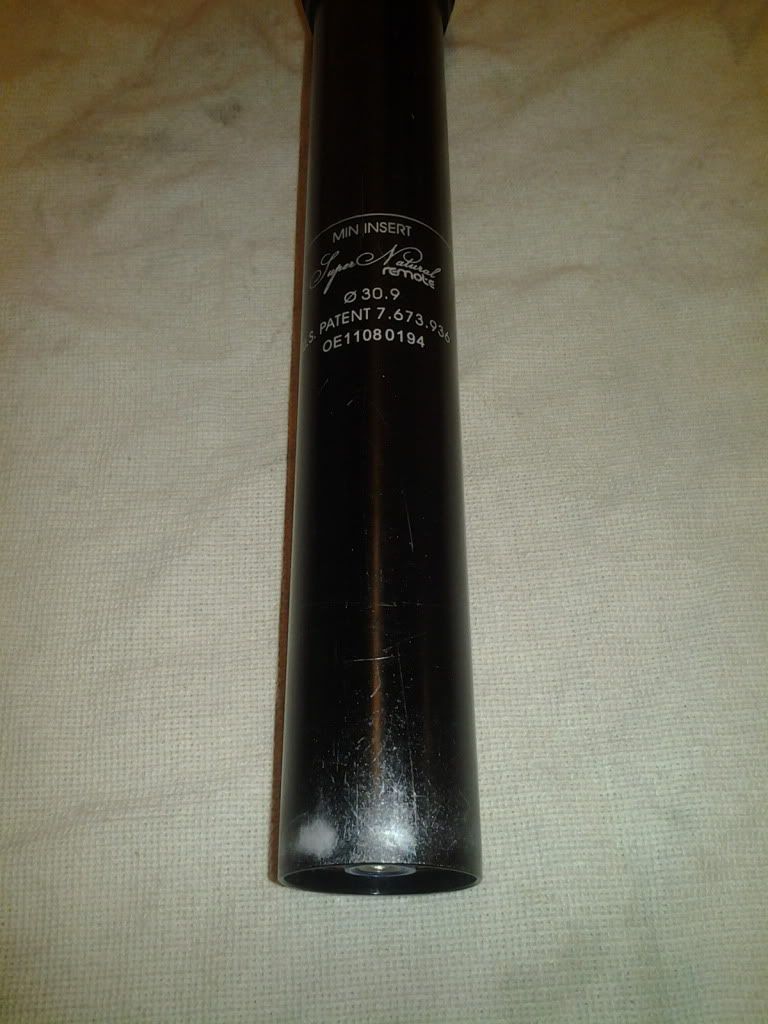 MIN INSERT
Super Natural
remote
Ø 30.9
.S. PATENT 7.673.936
OE11080194